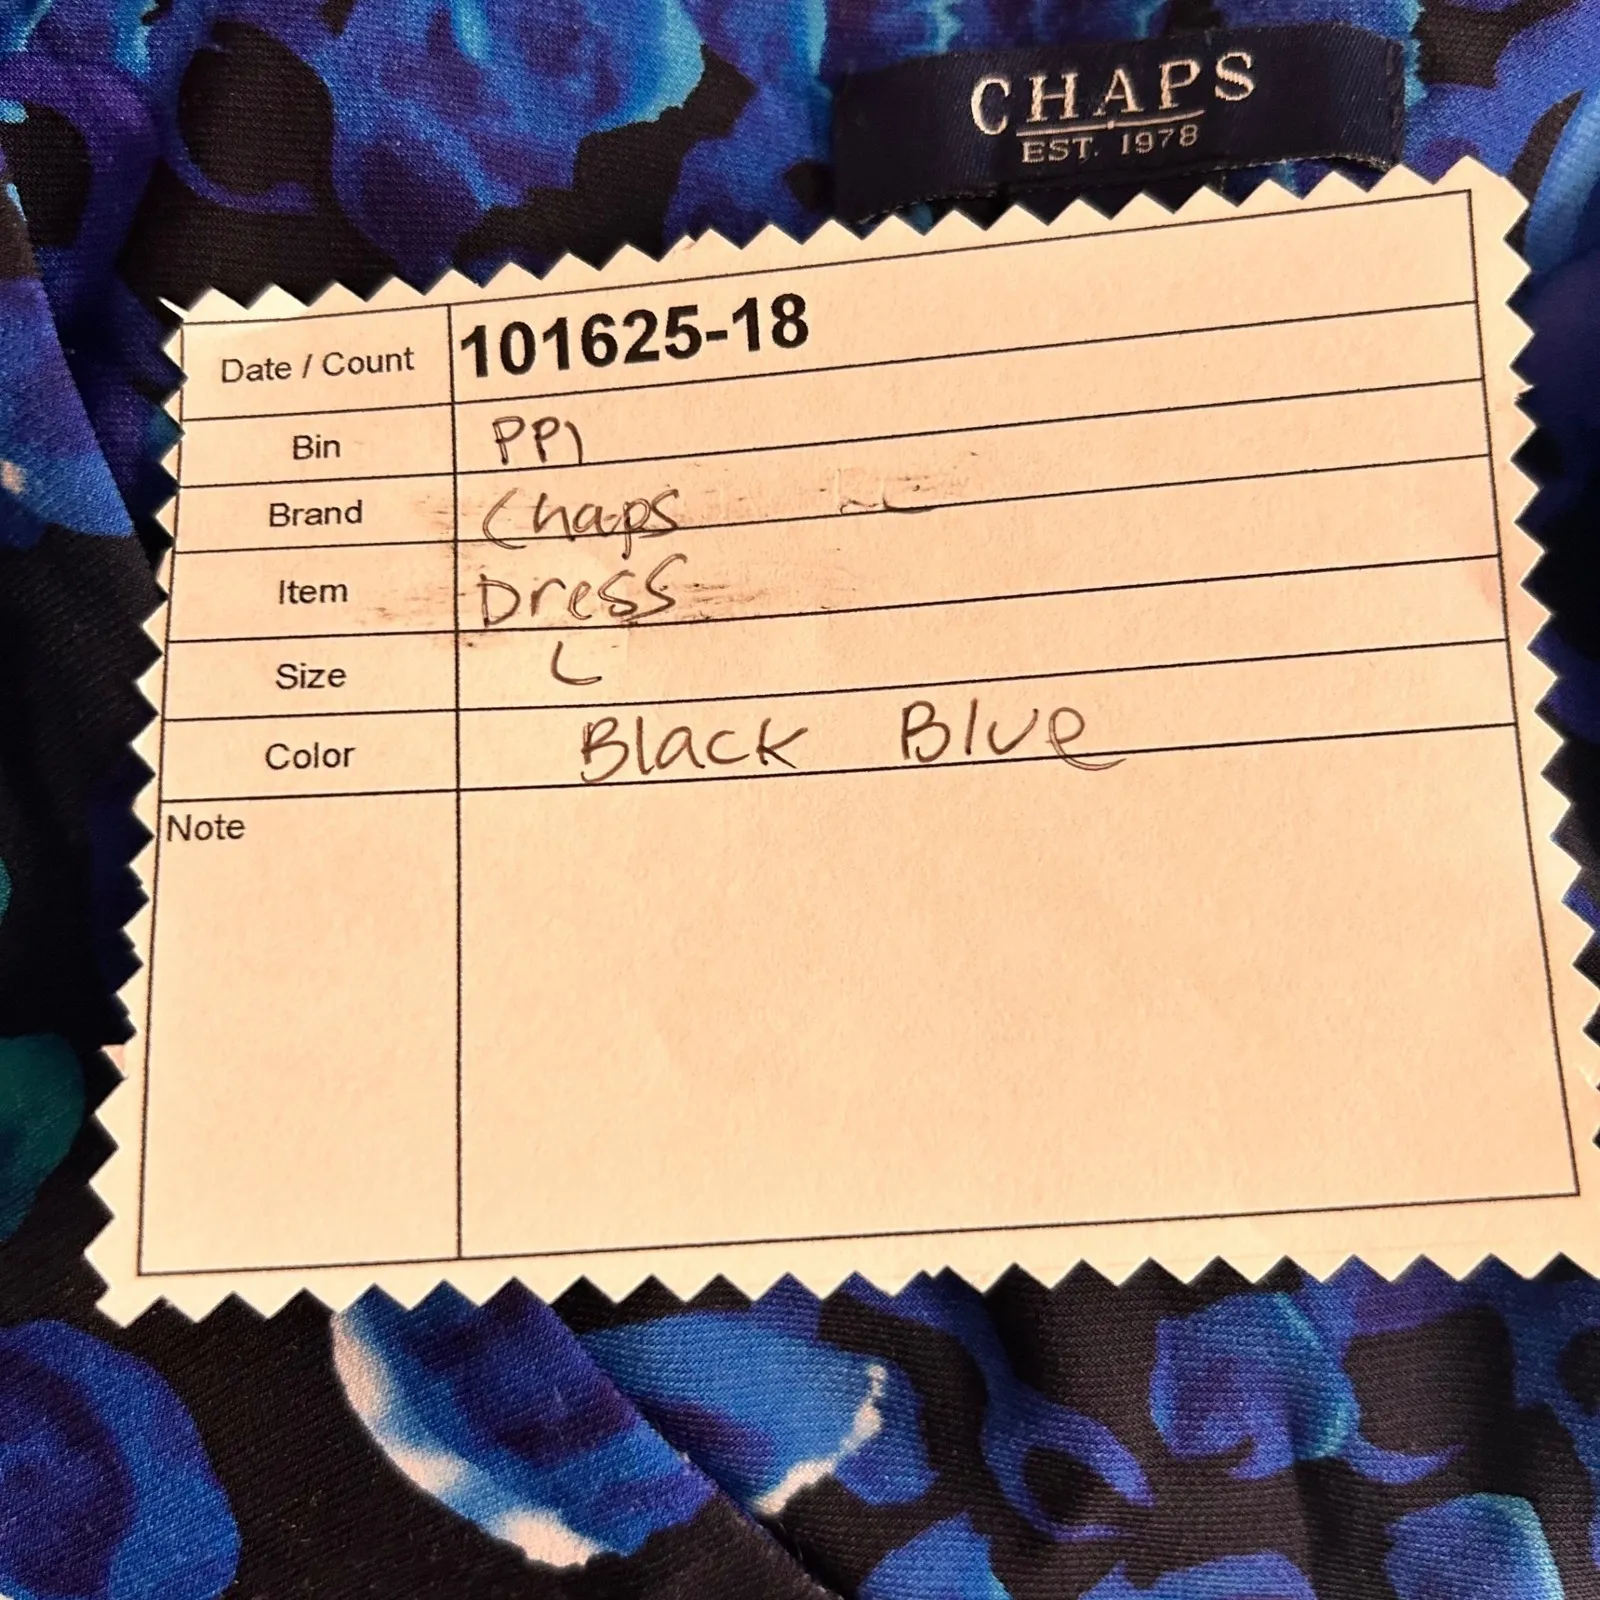 CHAPS
EST. 1978
Date / Count 101625-18
Bin PP1
Brand Chaps
Item Dress
Size L
Color Black Blue
Note